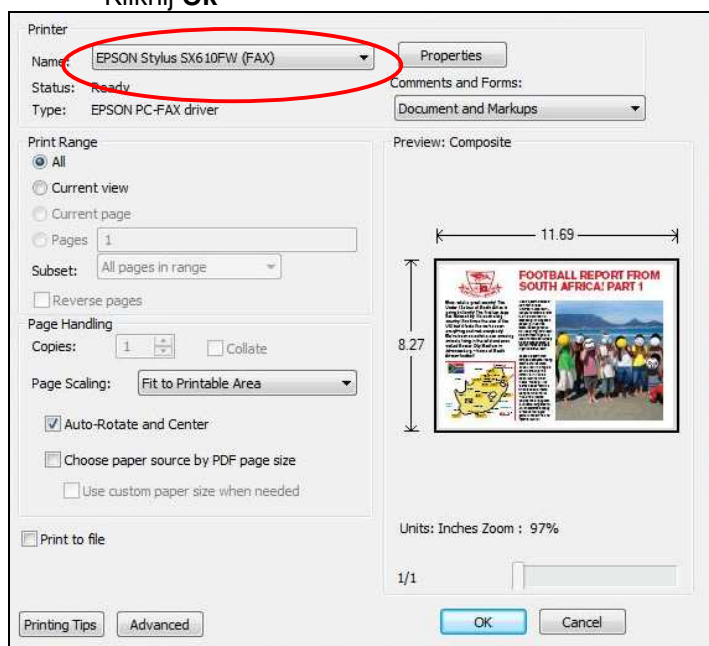 Kliknij Ok
Printer
Name: EPSON Stylus SX610FW (FAX)
Properties
Status: Ready
Comments and Forms:
Type: EPSON PC-FAX driver
Document and Markups
Print Range
All
Current view
Current page
Pages 1
Subset: All pages in range
Reverse pages
Page Handling
Copies: 1 Collate
Page Scaling: Fit to Printable Area
Auto-Rotate and Center
Choose paper source by PDF page size
Use custom paper size when needed
Print to file
Preview: Composite
11.69
8.27
FOOTBALL REPORT FROM
SOUTH AFRICA! PART 1
Units: Inches Zoom : 97%
1/1
Printing Tips Advanced
OK Cancel